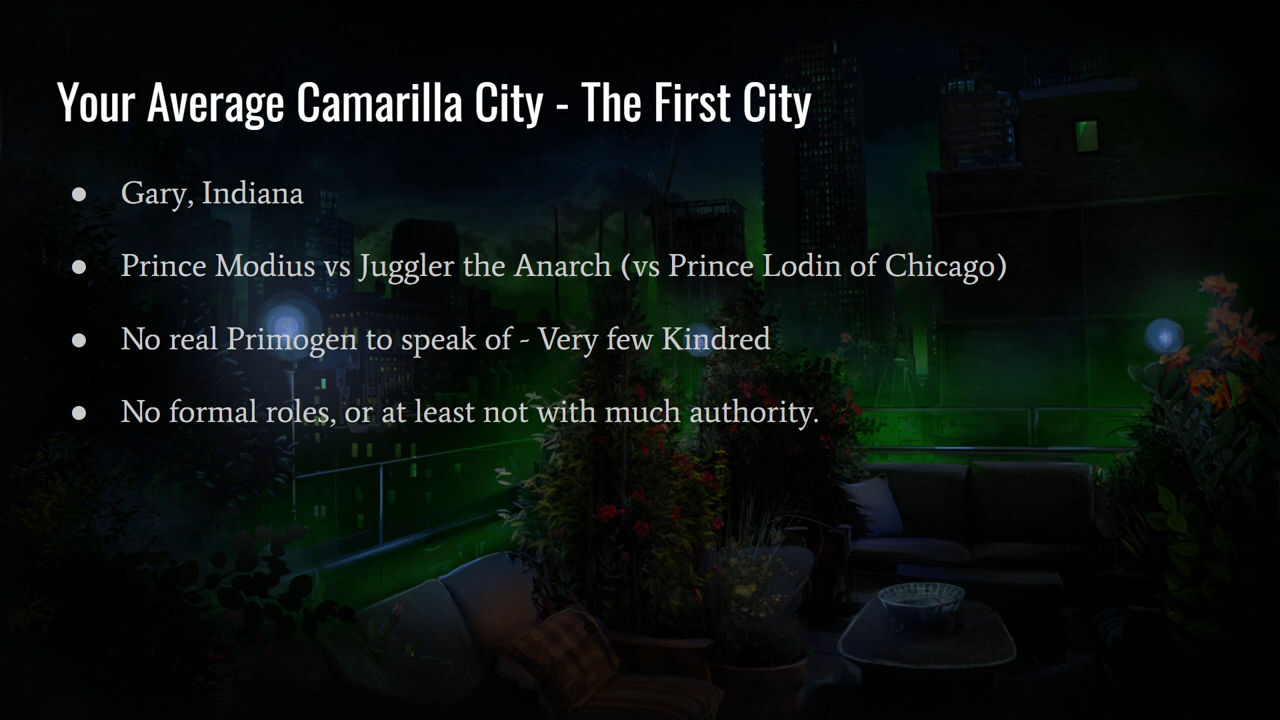 Your Average Camarilla City - The First City
● Gary, Indiana
● Prince Modius vs Juggler the Anarch (vs Prince Lodin of Chicago)
● No real Primogen to speak of - Very few Kindred
● No formal roles, or at least not with much authority.